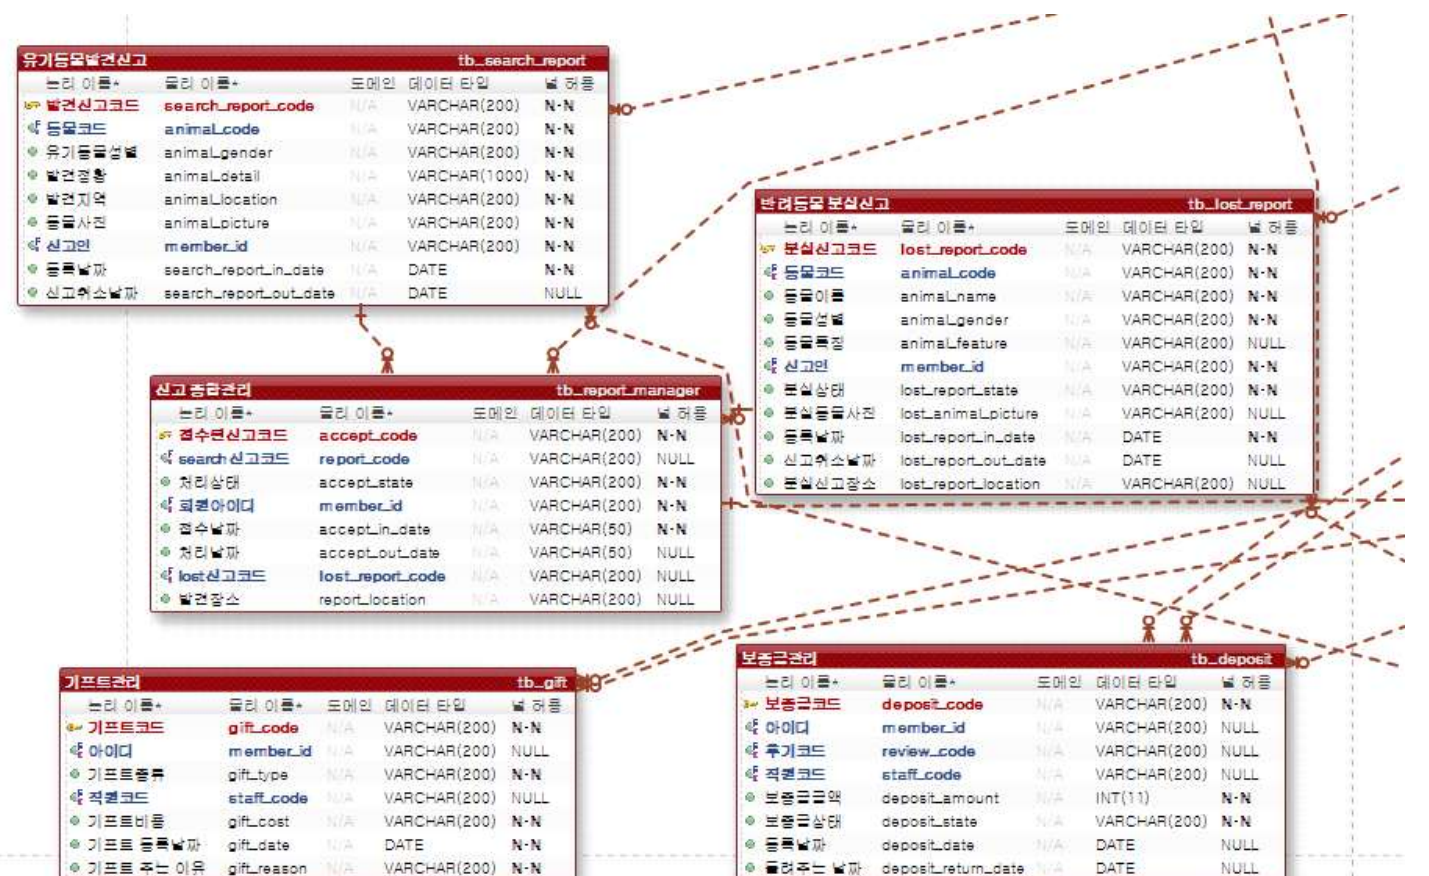 유기동물발견신고 tb_search_report
논리 이름* 물리 이름* 도메인 데이터 타입 널 허용
발견신고코드 search_report_code N/A VARCHAR(200) N-N
동물코드 animal_code N/A VARCHAR(200) N-N
유기동물성별 animal_gender N/A VARCHAR(200) N-N
발견정황 animal_detail N/A VARCHAR(1000) N-N
발견지역 animal_location N/A VARCHAR(200) N-N
동물사진 animal_picture N/A VARCHAR(200) N-N
신고인 member_id N/A VARCHAR(200) N-N
등록날짜 search_report_in_date N/A DATE N-N
신고취소날짜 search_report_out_date N/A DATE NULL
반려동물 분실신고 tb_lost_report
논리 이름* 물리 이름* 도메인 데이터 타입 널 허용
분실신고코드 lost_report_code N/A VARCHAR(200) N-N
동물코드 animal_code N/A VARCHAR(200) N-N
동물이름 animal_name N/A VARCHAR(200) N-N
동물성별 animal_gender N/A VARCHAR(200) N-N
동물특징 animal_feature N/A VARCHAR(200) NULL
신고인 member_id N/A VARCHAR(200) N-N
분실상태 lost_report_state N/A VARCHAR(200) N-N
분실동물사진 lost_animal_picture N/A VARCHAR(200) NULL
등록날짜 lost_report_in_date N/A DATE N-N
신고취소날짜 lost_report_out_date N/A DATE NULL
분실신고장소 lost_report_location N/A VARCHAR(200) NULL
신고 종합관리 tb_report_manager
논리 이름* 물리 이름* 도메인 데이터 타입 널 허용
접수된신고코드 accept_code N/A VARCHAR(200) N-N
search신고코드 report_code N/A VARCHAR(200) NULL
처리상태 accept_state N/A VARCHAR(200) N-N
회원아이디 member_id N/A VARCHAR(200) N-N
접수날짜 accept_in_date N/A VARCHAR(50) N-N
처리날짜 accept_out_date N/A VARCHAR(50) NULL
lost신고코드 lost_report_code N/A VARCHAR(200) NULL
발견장소 report_location N/A VARCHAR(200) NULL
기프트관리 tb_gift
논리 이름* 물리 이름* 도메인 데이터 타입 널 허용
기프트코드 gift_code N/A VARCHAR(200) N-N
아이디 member_id N/A VARCHAR(200) NULL
기프트종류 gift_type N/A VARCHAR(200) N-N
직원코드 staff_code N/A VARCHAR(200) NULL
기프트비용 gift_cost N/A VARCHAR(200) N-N
기프트 등록날짜 gift_date N/A DATE N-N
기프트 주는 이유 gift_reason N/A VARCHAR(200) N-N
보증금관리 tb_deposit
논리 이름* 물리 이름* 도메인 데이터 타입 널 허용
보증금코드 deposit_code N/A VARCHAR(200) N-N
아이디 member_id N/A VARCHAR(200) NULL
후기코드 review_code N/A VARCHAR(200) NULL
직원코드 staff_code N/A VARCHAR(200) NULL
보증금금액 deposit_amount N/A INT(11) N-N
보증금상태 deposit_state N/A VARCHAR(200) N-N
등록날짜 deposit_date N/A DATE NULL
돌려주는 날짜 deposit_return_date N/A DATE NULL